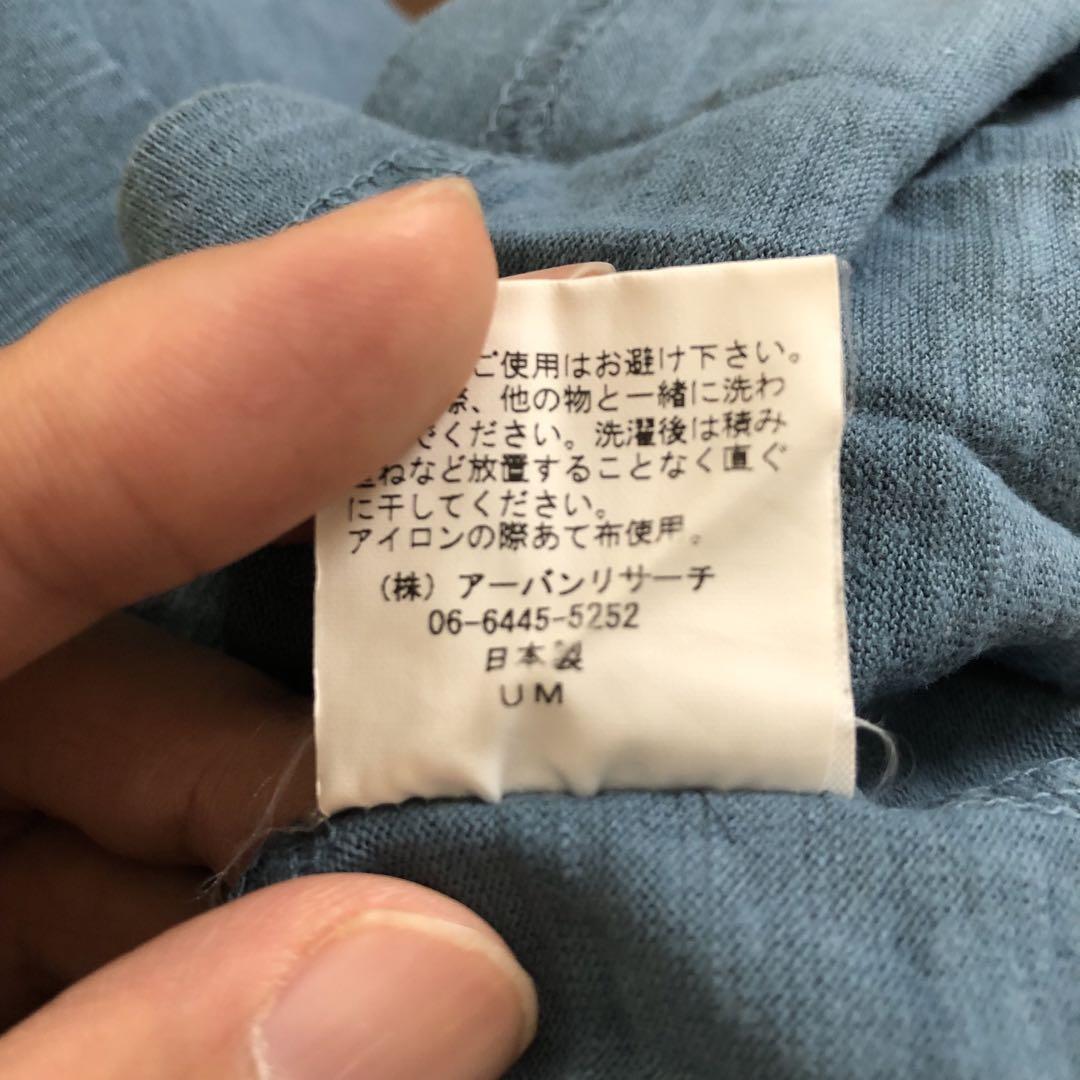 ご使用はお避け下さい。
際、他の物と一緒に洗わ
でください。洗濯後は積み
重ねなど放置することなく直ぐ
に干してください。
アイロンの際あて布使用。
(株) アーバンリサーチ
06-6445-5252
日本製
UM